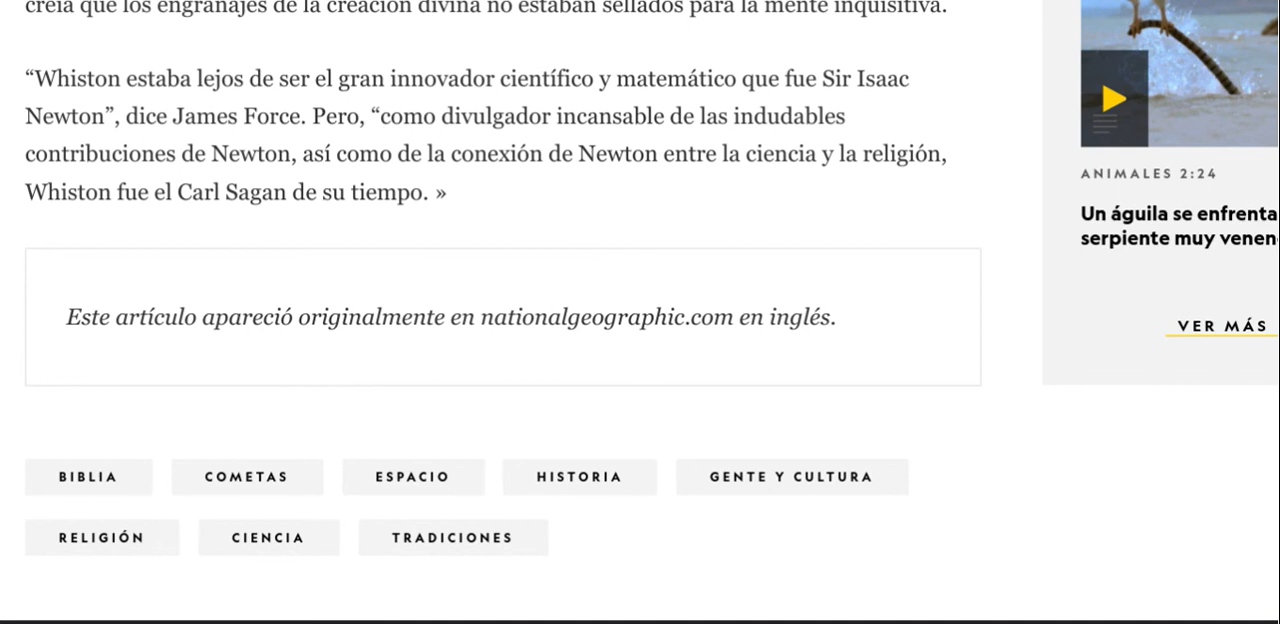 creía que los engranajes de la creación divina no estaban sellados para la mente inquisitiva.
“Whiston estaba lejos de ser el gran innovador científico y matemático que fue Sir Isaac
Newton”, dice James Force. Pero, “como divulgador incansable de las indudables
contribuciones de Newton, así como de la conexión de Newton entre la ciencia y la religión,
Whiston fue el Carl Sagan de su tiempo. »
Este artículo apareció originalmente en nationalgeographic.com en inglés.
BIBLIA
COMETAS
ESPACIO
HISTORIA
GENTE Y CULTURA
RELIGIÓN
CIENCIA
TRADICIONES
ANIMALES 2:24
Un águila se enfrenta
serpiente muy venen
VER MÁS